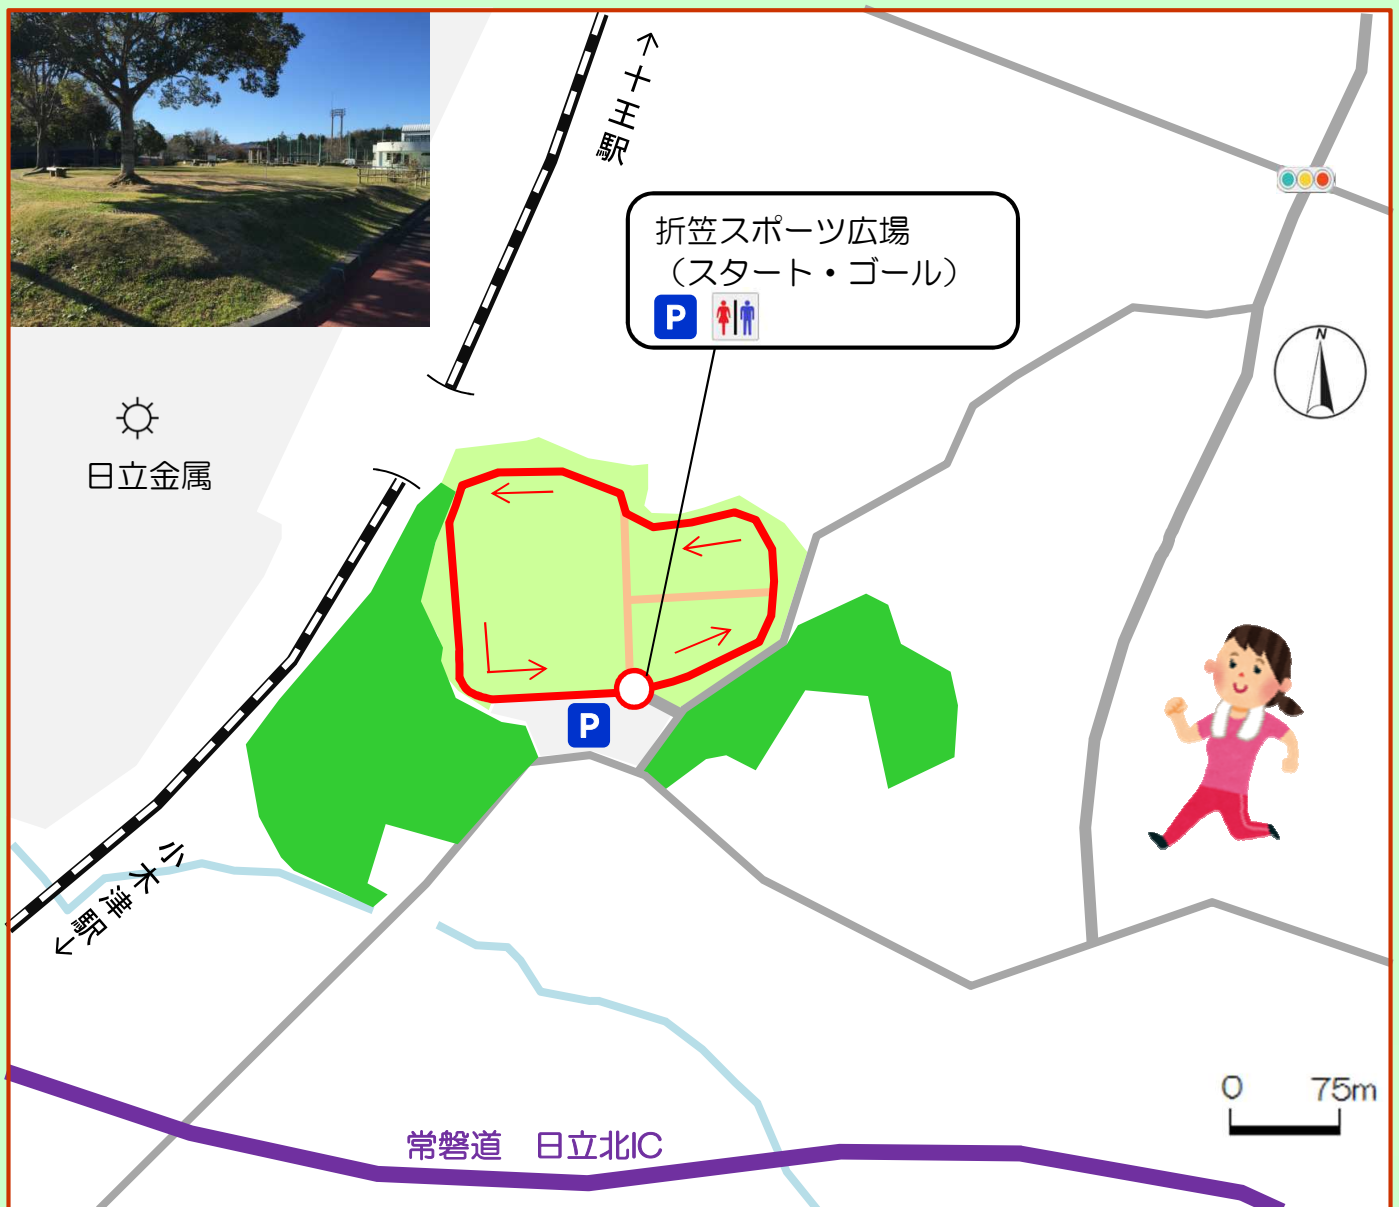 ↑十王駅
折笠スポーツ広場
（スタート・ゴール）
P
N
日立金属
P
小木津駅↓
0 75m
常磐道 日立北IC